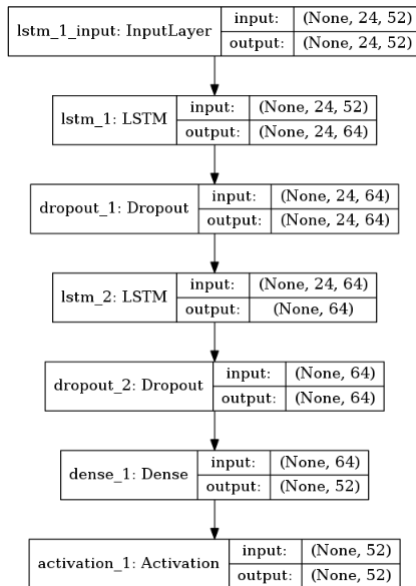 lstm_1_input: InputLayer
input: (None, 24, 52)
output: (None, 24, 52)
lstm_1: LSTM
input: (None, 24, 52)
output: (None, 24, 64)
dropout_1: Dropout
input: (None, 24, 64)
output: (None, 24, 64)
lstm_2: LSTM
input: (None, 24, 64)
output: (None, 64)
dropout_2: Dropout
input: (None, 64)
output: (None, 64)
dense_1: Dense
input: (None, 64)
output: (None, 52)
activation_1: Activation
input: (None, 52)
output: (None, 52)